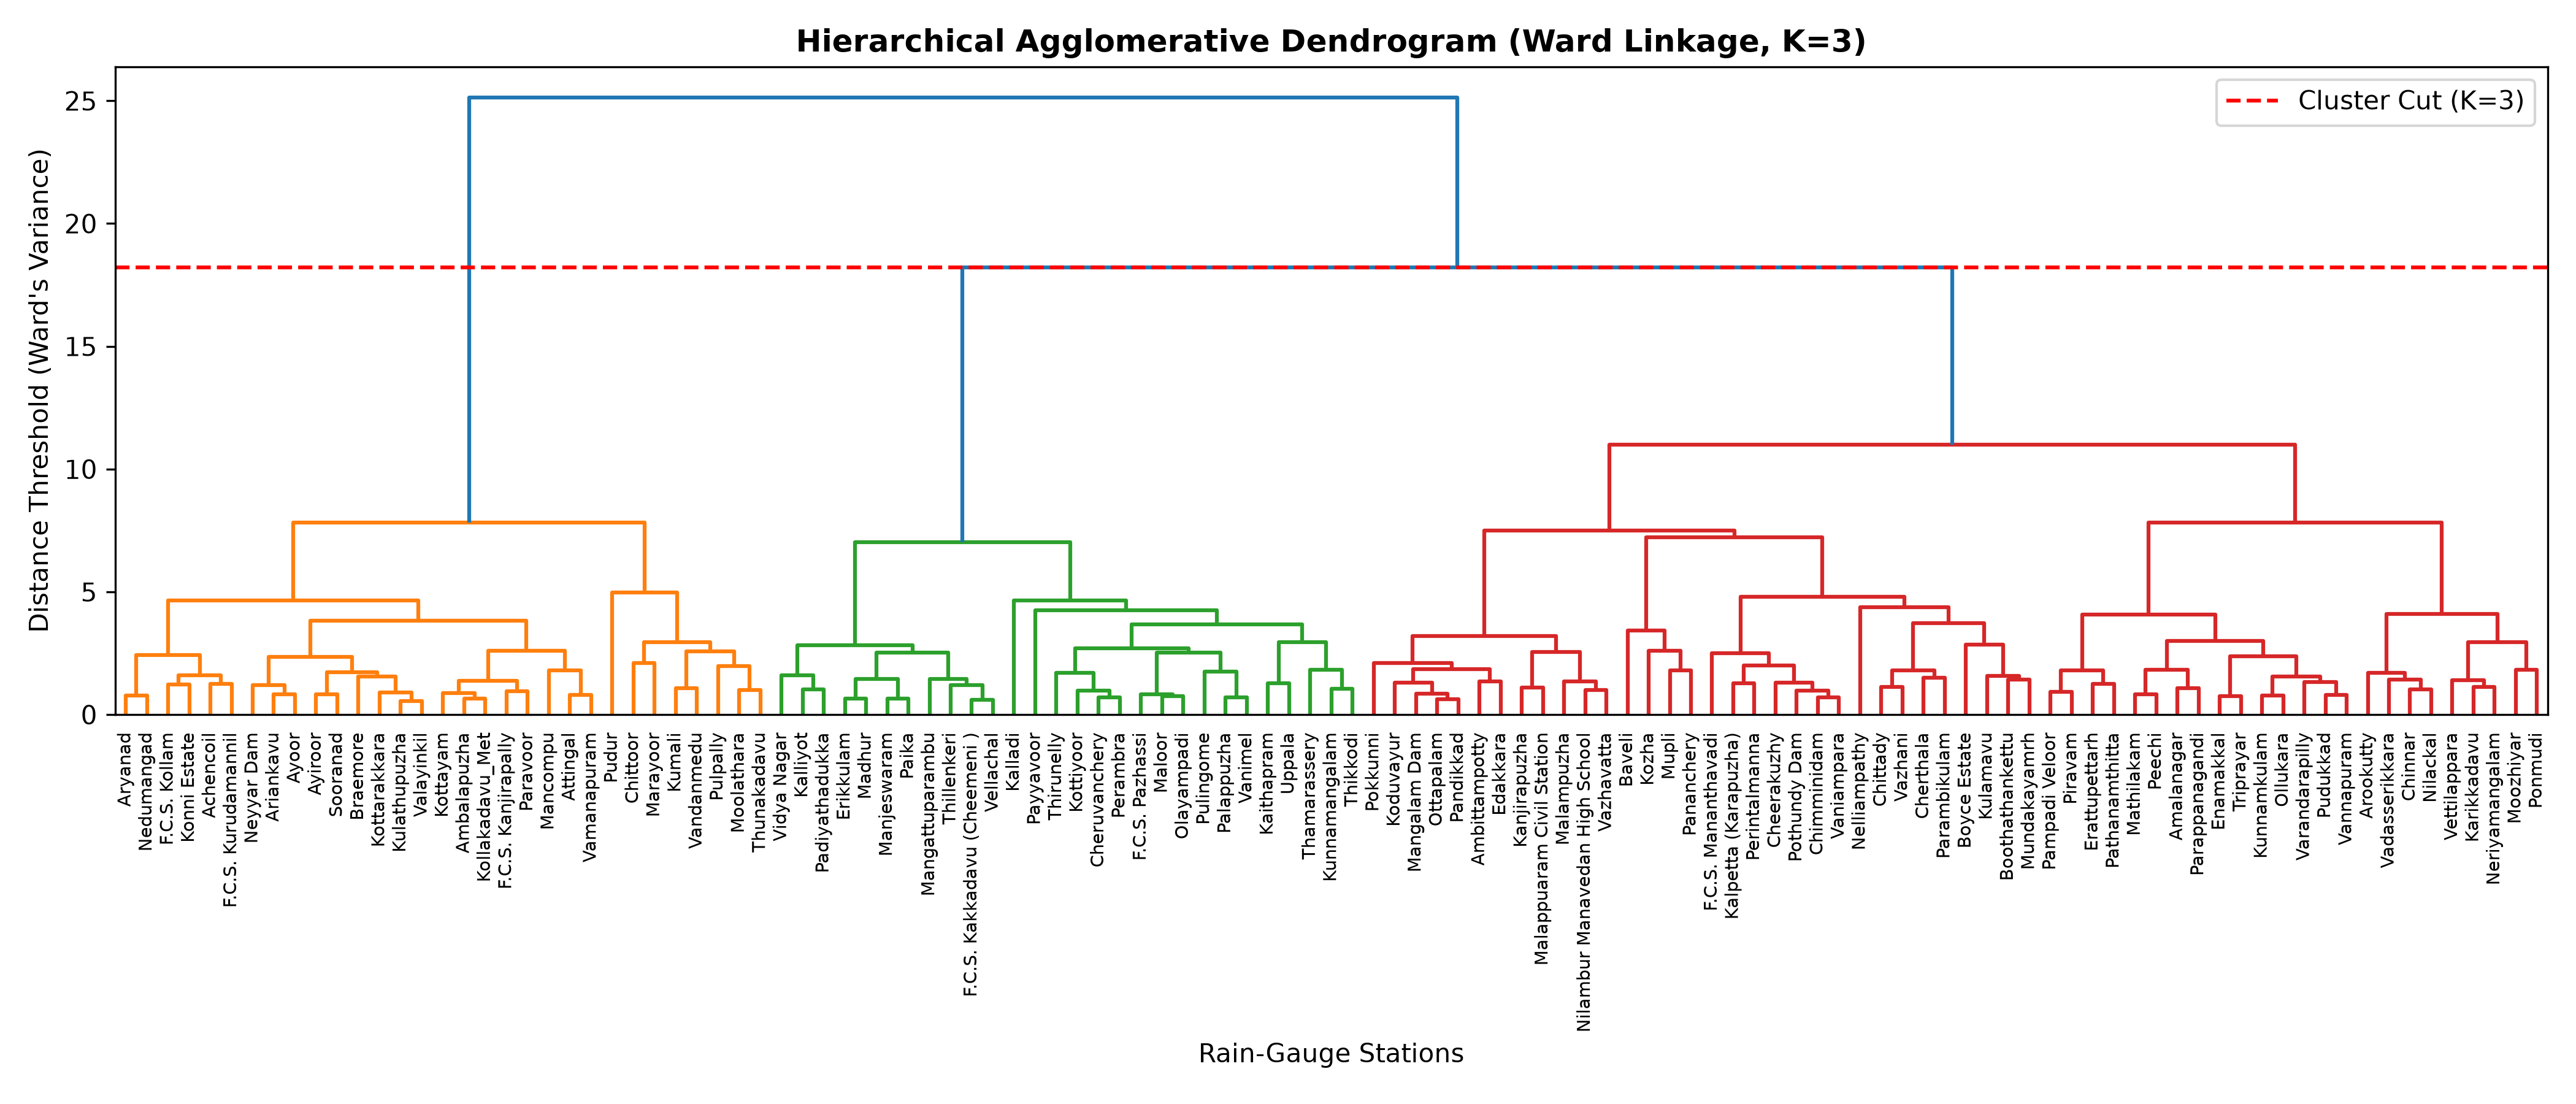 Hierarchical Agglomerative Dendrogram (Ward Linkage, K=3)
Cluster Cut (K=3)
Distance Threshold (Ward's Variance)
25
20
15
10
5
0
Aryanad
Nedumangad
F.C.S. Kollam
Konni Estate
Achencoil
F.C.S. Kurudamannil
Neyyar Dam
Ariankavu
Ayoor
Ayiroor
Sooranad
Braemore
Kottarakkara
Kulathupuzha
Valayinkil
Kottayam
Ambalapuzha
Kollakadavu_Met
F.C.S. Kanjirapally
Paravoor
Mancompu
Attingal
Vamanapuram
Pudur
Chittoor
Marayoor
Kumali
Vandanmedu
Pulpally
Moolathara
Thunakadavu
Vidya Nagar
Kalliyot
Padiyathadukka
Erikkulam
Madhur
Manjeswaram
Paika
Mangattuparambu
Thillenkeri
F.C.S. Kakkadavu (Cheemeni )
Vellachal
Kalladi
Payyavoor
Thirunelly
Kottiyoor
Cheruvanchery
Perambra
F.C.S. Pazhassi
Maloor
Olayampadi
Pulingome
Palappuzha
Vanimel
Kaithapram
Uppala
Thamarassery
Kunnamangalam
Thikkodi
Pokkunni
Koduvayur
Mangalam Dam
Ottapalam
Pandikkad
Ambittampotty
Edakkara
Kanjirapuzha
Malappuaram Civil Station
Malampuzha
Nilambur Manavedan High School
Vazhavatta
Baveli
Kozha
Mupli
Pananchery
F.C.S. Mananthavadi
Kalpetta (Karapuzha)
Perintalmanna
Cheerakuzhy
Pothundy Dam
Chimminidam
Vaniampara
Nelliampathy
Chittady
Vazhani
Cherthala
Parambikulam
Boyce Estate
Kulamavu
Boothathankettu
Mundakayamrh
Pampadi Veloor
Piravam
Erattupettarh
Pathanamthitta
Mathilakam
Peechi
Amalanagar
Parappanagandi
Enamakkal
Triprayar
Kunnamkulam
Ollukara
Varandarapilly
Pudukkad
Vannapuram
Arookutty
Vadasserikkara
Chinnar
Nilackal
Vettilappara
Karikkadavu
Neriyamangalam
Moozhiyar
Ponmudi
Rain-Gauge Stations